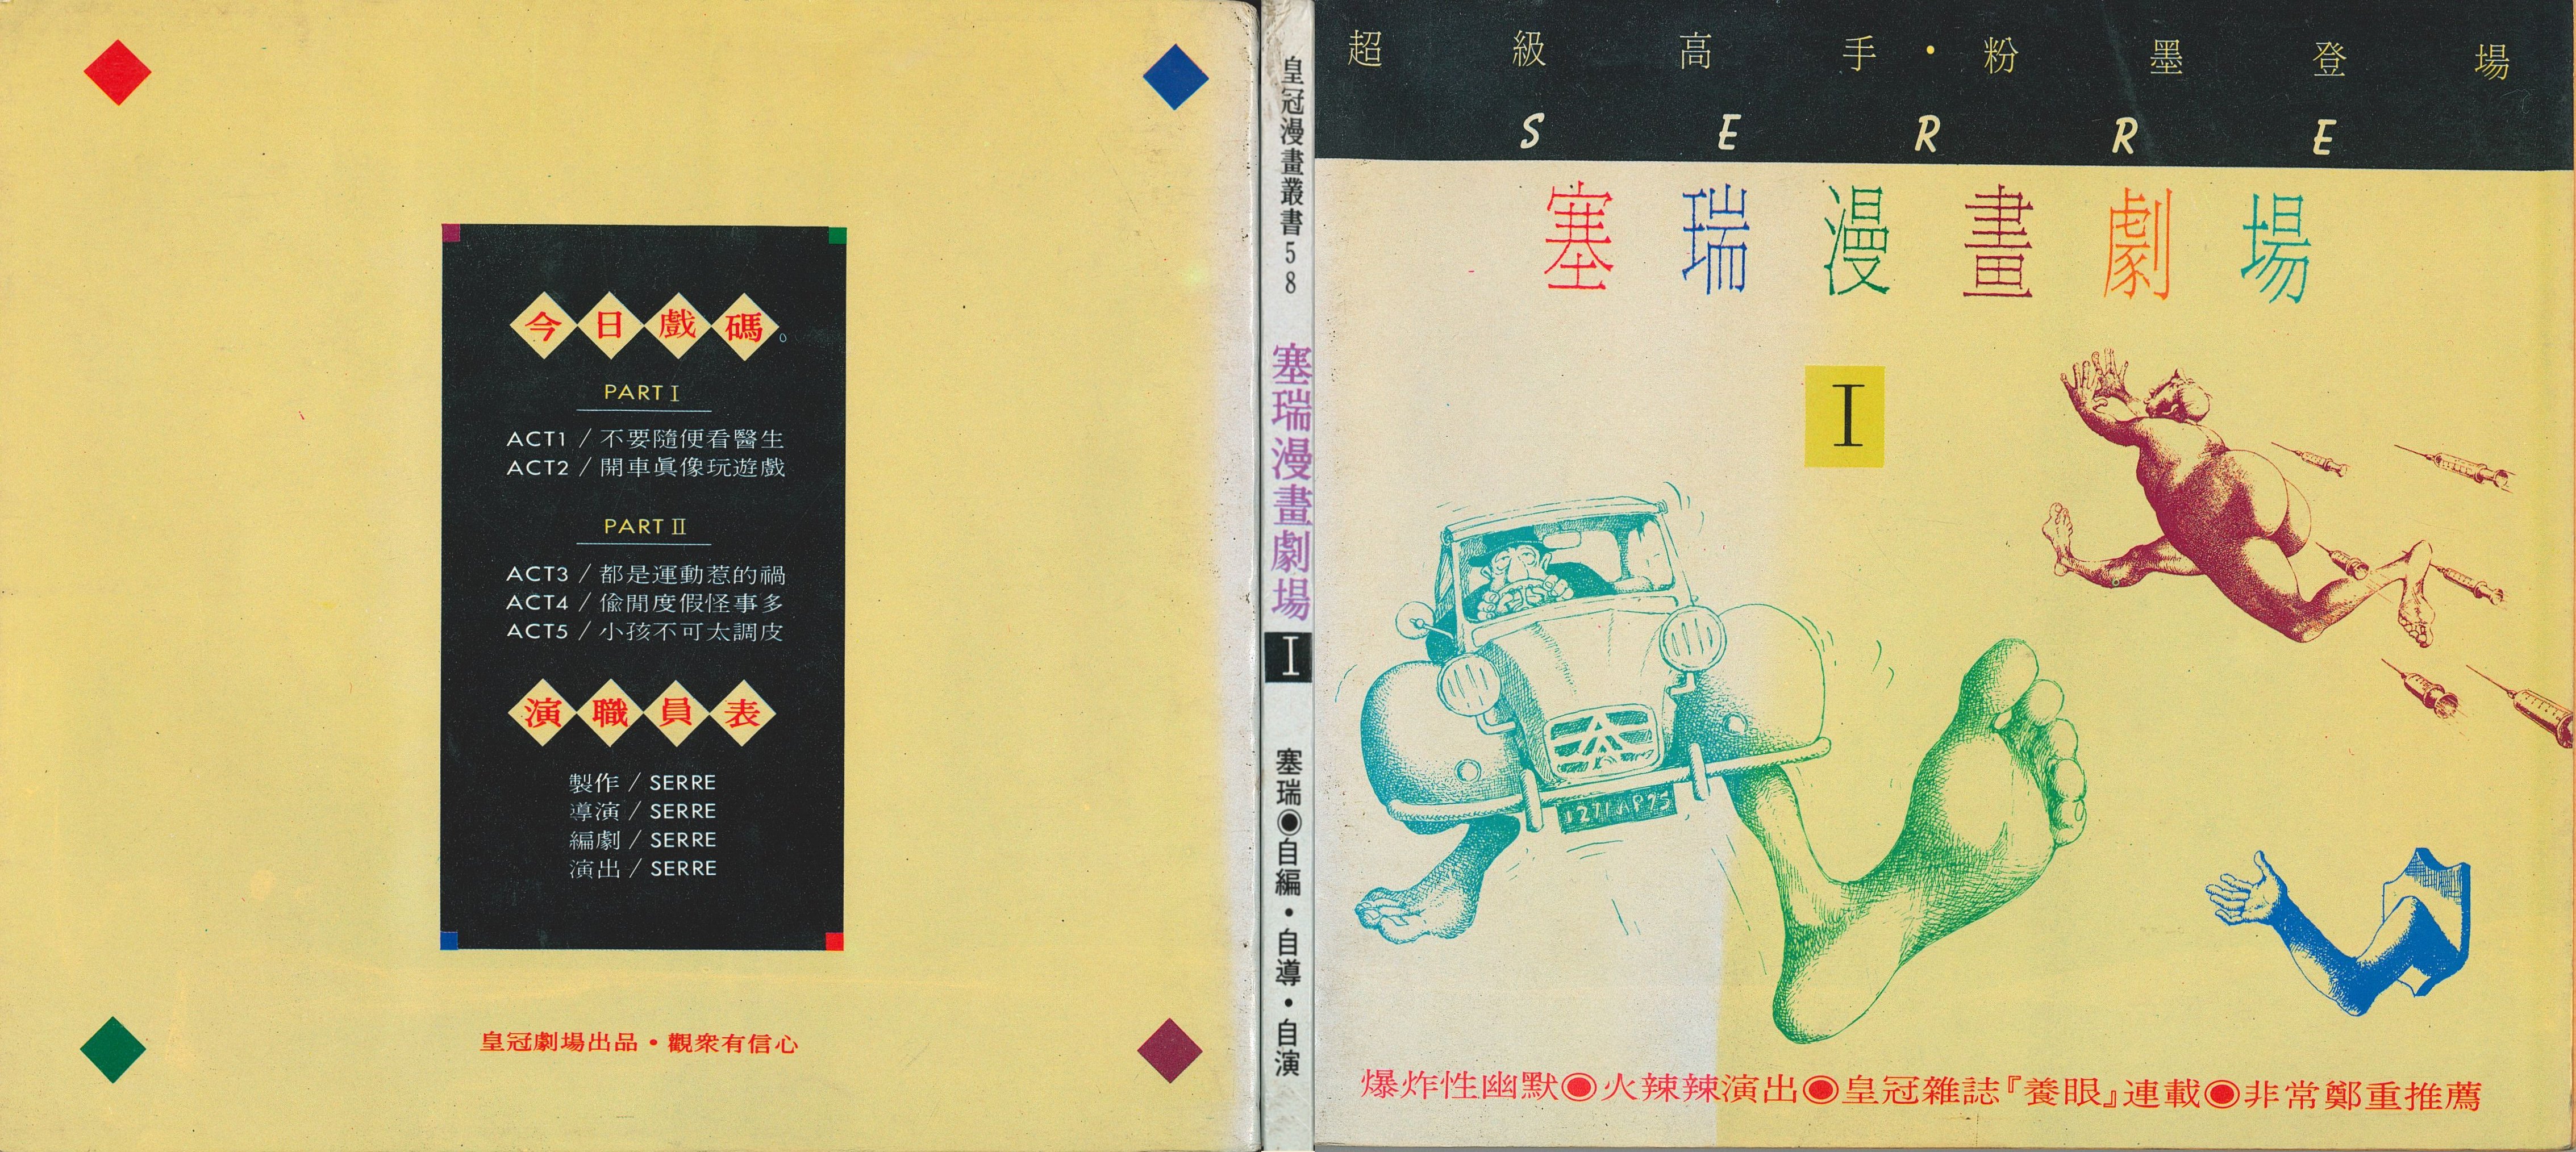 今日戲碼。
PART I
ACT1 / 不要隨便看醫生
ACT2 / 開車眞像玩遊戲
PART II
ACT3 / 都是運動惹的禍
ACT4 / 偸閒度假怪事多
ACT5 / 小孩不可太調皮
演職員表
製作 / SERRE
導演 / SERRE
編劇 / SERRE
演出 / SERRE
皇冠劇場出品・觀衆有信心
皇冠漫畫叢書58
塞瑞漫畫劇場
I
塞瑞◉自編・自導・自演
超級高手・粉墨登場
SERRE
塞瑞漫畫劇場
I
1271AP75
爆炸性幽默◉火辣辣演出◉皇冠雜誌『養眼』連載◉非常鄭重推薦